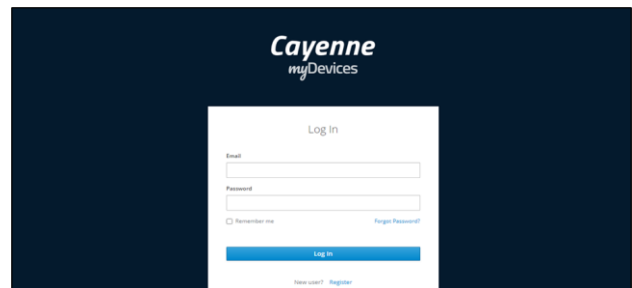 Cayenne
myDevices
Log In
Email
Password
Remember me Forgot Password?
Log In
New user? Register